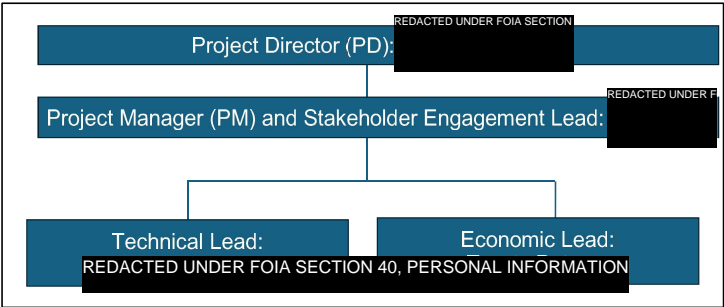 REDACTED UNDER FOIA SECTION
Project Director (PD):
REDACTED UNDER F
Project Manager (PM) and Stakeholder Engagement Lead:
Technical Lead:
Economic Lead:
REDACTED UNDER FOIA SECTION 40, PERSONAL INFORMATION